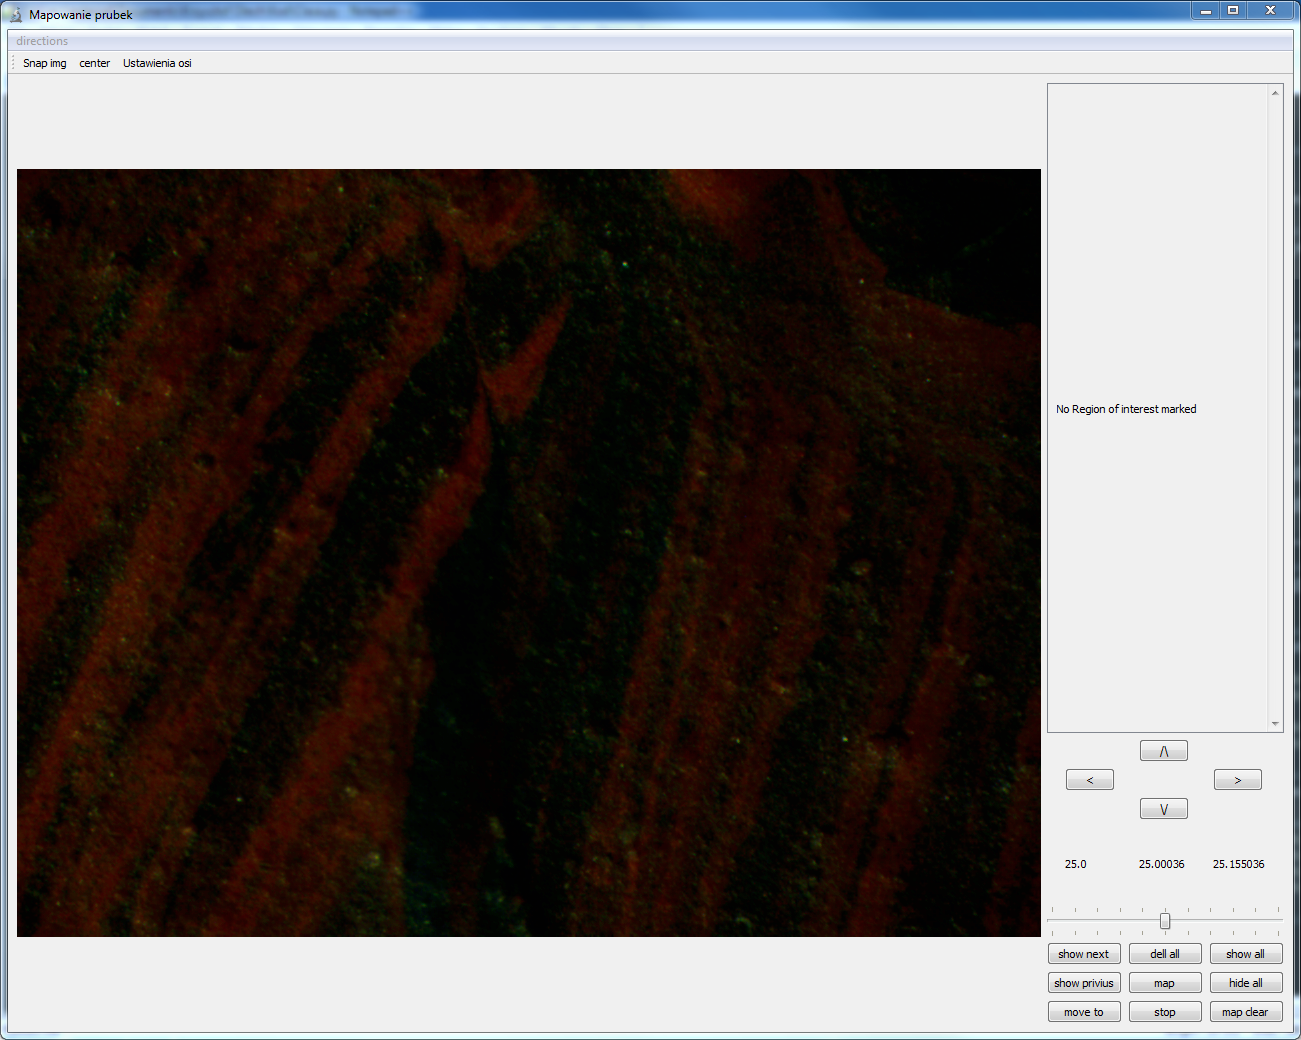 Mapowanie prubek
directions
Snap img center Ustawienia osi
No Region of interest marked
/\
< >
\/
25.0 25.00036 25.155036
show next dell all show all
show privius map hide all
move to stop map clear